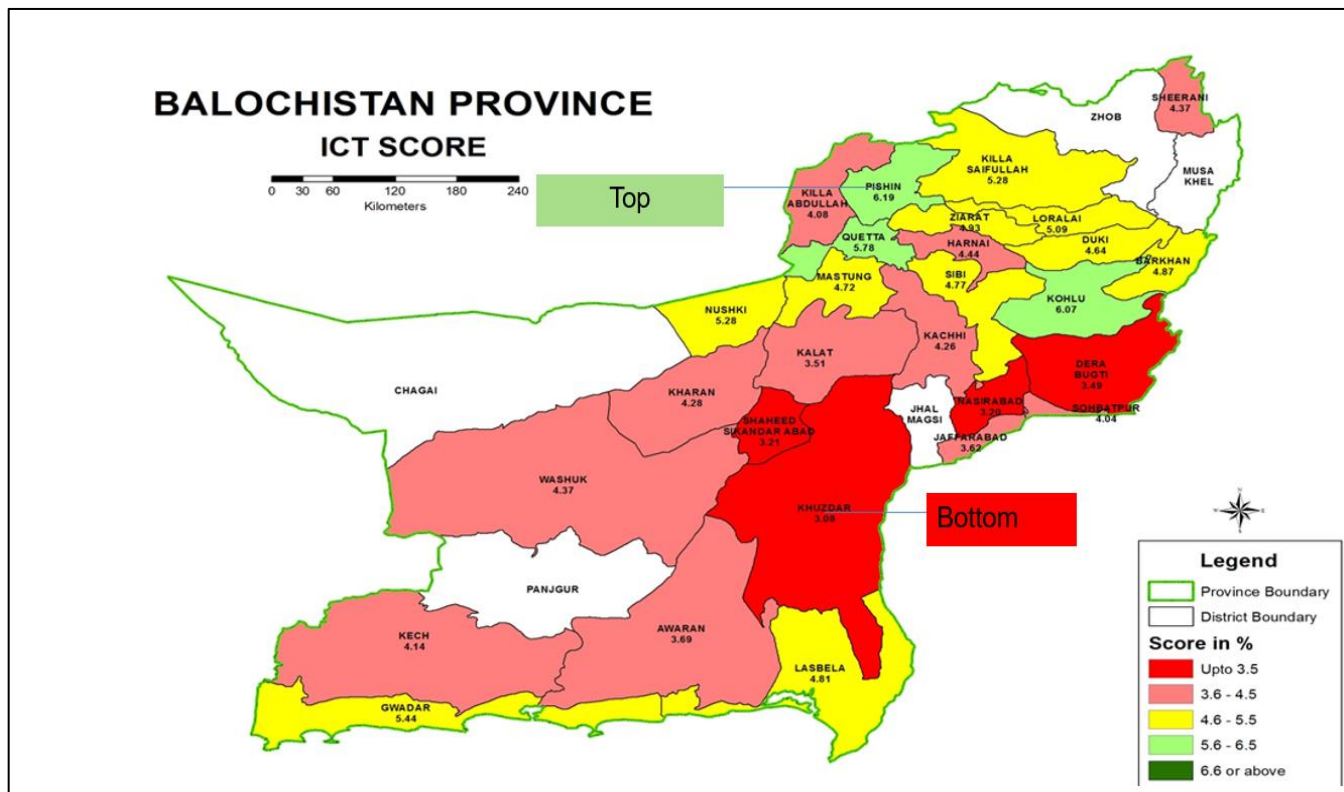 BALOCHISTAN PROVINCE
ICT SCORE
0 30 60 120 180 240
Kilometers
Top
SHEERANI
4.37
ZHOB
MUSA
KHEL
KILLA
SAIFULLAH
5.28
PISHIN
6.19
KILLA
ABDULLAH
4.08
ZIARAT
4.93
LORALAI
5.09
QUETTA
5.78
HARNAI
4.44
DUKI
4.64
BARKHAN
4.87
MASTUNG
4.72
SIBI
4.77
KOHLU
6.07
NUSHKI
5.28
KACHHI
4.26
KALAT
3.51
DERA
BUGTI
3.49
CHAGAI
KHARAN
4.28
NASIRABAD
3.20
SOHBATPUR
4.04
JHAL
MAGSI
SHAHEED
SIKANDAR ABAD
3.21
JAFFARABAD
3.62
WASHUK
4.37
KHUZDAR
3.08
Bottom
PANJGUR
AWARAN
3.69
KECH
4.14
LASBELA
4.81
GWADAR
5.44
N
Legend
Province Boundary
District Boundary
Score in %
Upto 3.5
3.6 - 4.5
4.6 - 5.5
5.6 - 6.5
6.6 or above